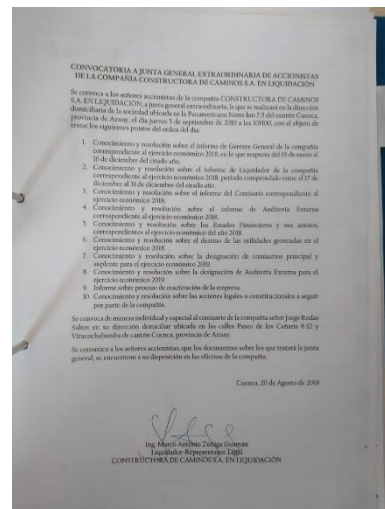 CONVOCATORIA A JUNTA GENERAL EXTRAORDINARIA DE ACCIONISTAS
DE LA COMPAÑÍA CONSTRUCTORA DE CAMINOS S.A. EN LIQUIDACIÓN
Se convoca a los señores accionistas de la compañía CONSTRUCTORA DE CAMINOS
S.A. EN LIQUIDACIÓN, a junta general extraordinaria, la que se realizará en la dirección
domiciliaria de la sociedad ubicada en la Panamericana Norte km 7.5 del cantón Cuenca,
provincia de Azuay, el día jueves 5 de septiembre de 2019 a las 10H00, con el objeto de
tratar los siguientes puntos del orden del día:
1. Conocimiento y resolución sobre el informe de Gerente General de la compañía
correspondiente al ejercicio económico 2018, en lo que respecta del 01 de enero al
16 de diciembre del citado año.
2. Conocimiento y resolución sobre el informe de Liquidador de la compañía
correspondiente al ejercicio económico 2018, período comprendido entre el 17 de
diciembre al 31 de diciembre del citado año.
3. Conocimiento y resolución sobre el informe del Comisario correspondiente al
ejercicio económico 2018.
4. Conocimiento y resolución sobre el informe de Auditoría Externa
correspondiente al ejercicio económico 2018.
5. Conocimiento y resolución sobre los Estados Financieros y sus anexos,
correspondientes al ejercicio económico del año 2018.
6. Conocimiento y resolución sobre el destino de las utilidades generadas en el
ejercicio económico 2018.
7. Conocimiento y resolución sobre la designación de comisarios principal y
suplente para el ejercicio económico 2019.
8. Conocimiento y resolución sobre la designación de Auditoría Externa para el
ejercicio económico 2019.
9. Informe sobre proceso de reactivación de la empresa.
10. Conocimiento y resolución sobre las acciones legales o constitucionales a seguir
por parte de la compañía.
Se convoca de manera individual y especial al comisario de la compañía señor Jorge Rodas
Saltos en su dirección domiciliar ubicada en las calles Paseo de los Cañaris 8-12 y
Viracochabamba de cantón Cuenca, provincia de Azuay.
Se comunica a los señores accionistas, que los documentos sobre los que tratará la junta
general, se encuentran a su disposición en las oficinas de la compañía.
Cuenca, 20 de Agosto de 2019
Ing. Marco Antonio Zúñiga Guzmán
Liquidador-Representante Legal
CONSTRUCTORA DE CAMINOS S.A. EN LIQUIDACIÓN